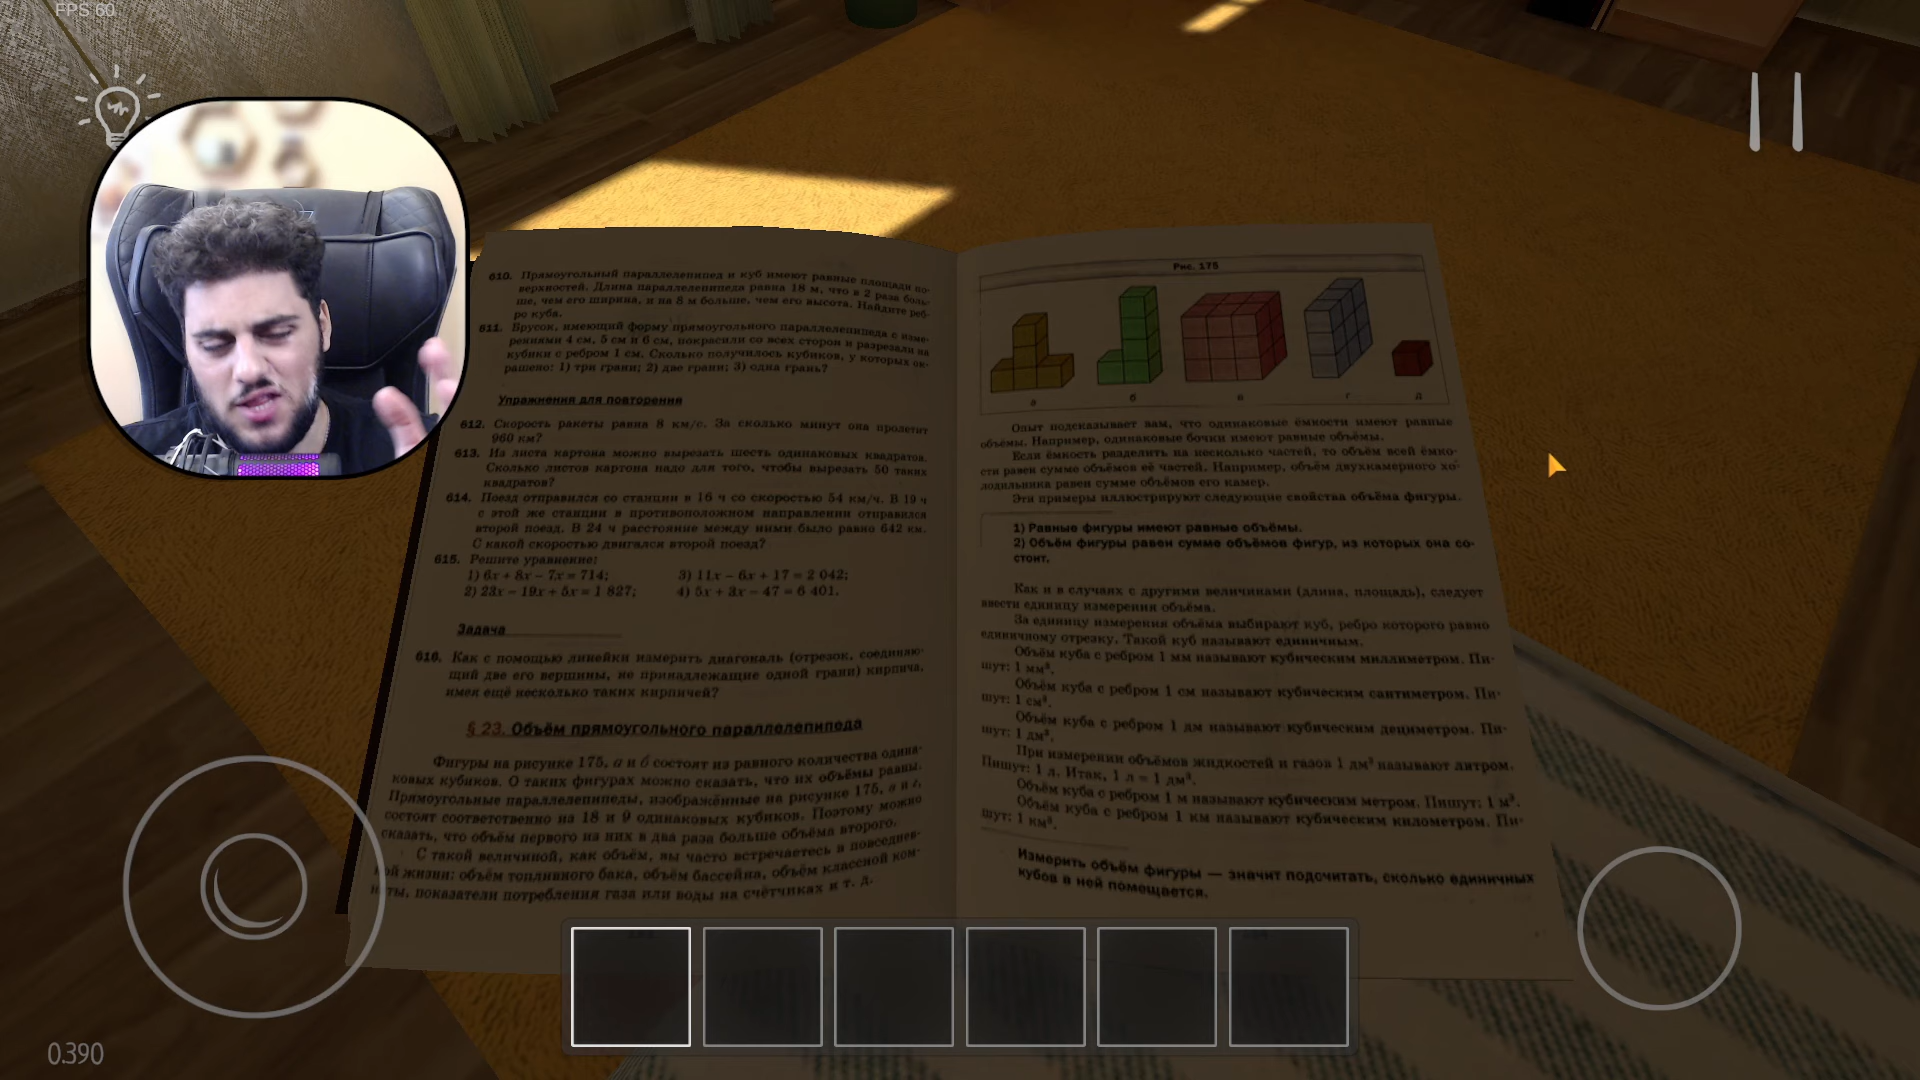 FPS 60
610. Прямоугольный параллелепипед и куб имеют равные площади по-
верхностей. Длина параллелепипеда равна 18 м, что в 2 раза боль-
ше, чем его ширина, и на 8 м больше, чем его высота. Найдите реб-
ро куба.
611. Брусок, имеющий форму прямоугольного параллелепипеда с изме-
рениями 4 см, 5 см и 6 см, покрасили со всех сторон и разрезали на
кубики с ребром 1 см. Сколько получилось кубиков, у которых ок-
рашено: 1) три грани; 2) две грани; 3) одна грань?
Упражнения для повторения
612. Скорость ракеты равна 8 км/с. За сколько минут она пролетит
960 км?
613. Из листа картона можно вырезать шесть одинаковых квадратов.
Сколько листов картона надо для того, чтобы вырезать 50 таких
квадратов?
614. Поезд отправился со станции в 16 ч со скоростью 54 км/ч. В 19 ч
с этой же станции в противоположном направлении отправился
второй поезд. В 24 ч расстояние между ними было равно 642 км.
С какой скоростью двигался второй поезд?
615. Решите уравнение:
1) 6x + 8x − 7x = 714; 3) 11x − 6x + 17 = 2 042;
2) 23x − 19x + 5x = 1 827; 4) 5x + 3x − 47 = 6 401.
Задача
616. Как с помощью линейки измерить диагональ (отрезок, соединяю-
щий две его вершины, не принадлежащие одной грани) кирпича,
имея ещё несколько таких кирпичей?
§ 23. Объём прямоугольного параллелепипеда
Фигуры на рисунке 175, а и б состоят из равного количества одина-
ковых кубиков. О таких фигурах можно сказать, что их объёмы равны.
Прямоугольные параллелепипеды, изображённые на рисунке 175, в и г,
состоят соответственно из 18 и 9 одинаковых кубиков. Поэтому можно
сказать, что объём первого из них в два раза больше объёма второго.
С такой величиной, как объём, вы часто встречаетесь в повседнев-
ной жизни: объём топливного бака, объём бассейна, объём классной ком-
наты, показатели потребления газа или воды на счётчиках и т. д.
Рис. 175
а б в г д
Опыт подсказывает вам, что одинаковые ёмкости имеют равные
объёмы. Например, одинаковые бочки имеют равные объёмы.
Если ёмкость разделить на несколько частей, то объём всей ёмко-
сти равен сумме объёмов её частей. Например, объём двухкамерного хо-
лодильника равен сумме объёмов его камер.
Эти примеры иллюстрируют следующие свойства объёма фигуры.
1) Равные фигуры имеют равные объёмы.
2) Объём фигуры равен сумме объёмов фигур, из которых она со-
стоит.
Как и в случаях с другими величинами (длина, площадь), следует
ввести единицу измерения объёма.
За единицу измерения объёма выбирают куб, ребро которого равно
единичному отрезку. Такой куб называют единичным.
Объём куба с ребром 1 мм называют кубическим миллиметром. Пи-
шут: 1 мм³.
Объём куба с ребром 1 см называют кубическим сантиметром. Пи-
шут: 1 см³.
Объём куба с ребром 1 дм называют кубическим дециметром. Пи-
шут: 1 дм³.
При измерении объёмов жидкостей и газов 1 дм³ называют литром.
Пишут: 1 л. Итак, 1 л = 1 дм³.
Объём куба с ребром 1 м называют кубическим метром. Пишут: 1 м³.
Объём куба с ребром 1 км называют кубическим километром. Пи-
шут: 1 км³.
Измерить объём фигуры — значит подсчитать, сколько единичных
кубов в ней помещается.
0.390